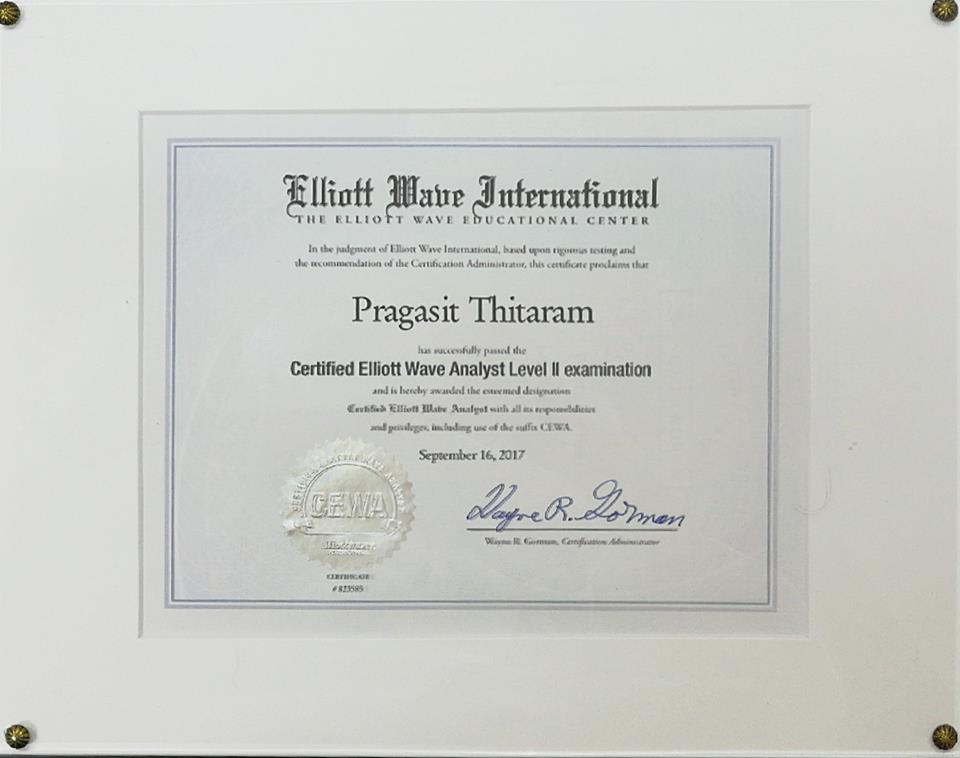 Elliott Wave International
THE ELLIOTT WAVE EDUCATIONAL CENTER
In the judgment of Elliott Wave International, based upon rigorous testing and
the recommendation of the Certification Administrator, this certificate proclaims that
Pragasit Thitaram
has successfully passed the
Certified Elliott Wave Analyst Level II examination
and is hereby awarded the esteemed designation
Certified Elliott Wave Analyst with all its responsibilities
and privileges, including use of the suffix CEWA.
September 16, 2017
CERTIFIED ELLIOTT WAVE ANALYST
CEWA
Wayne R. Gorman
Wayne R. Gorman, Certification Administrator
CERTIFICATE